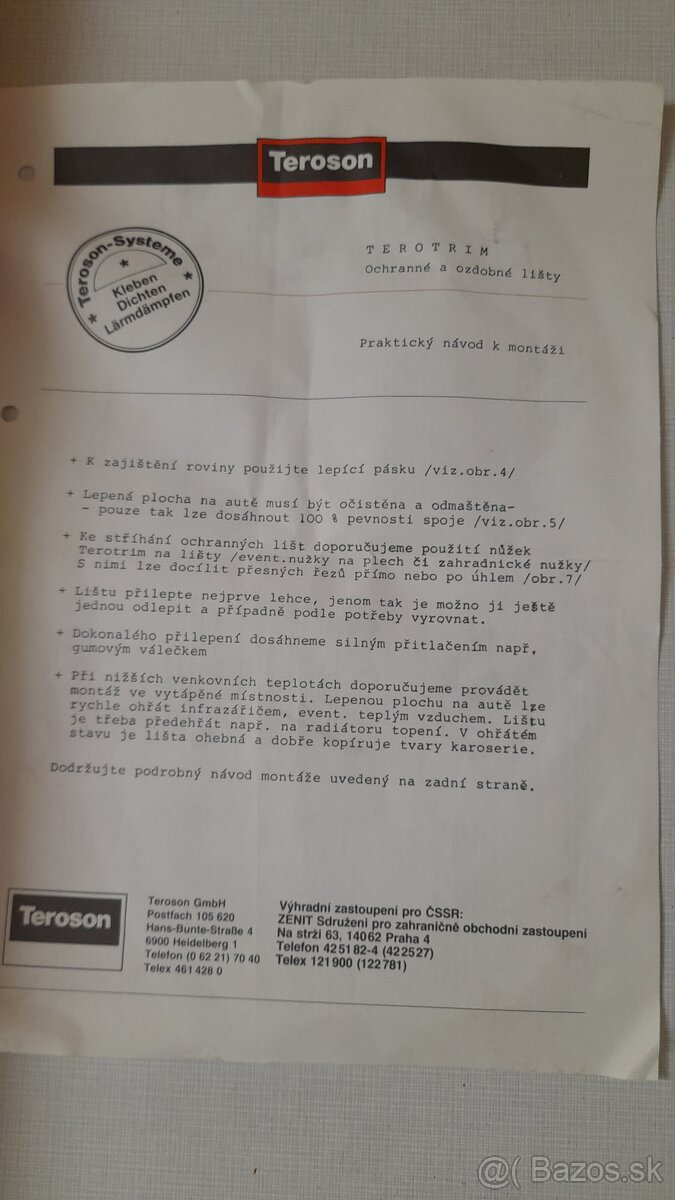 Teroson
Teroson-Systeme
Kleben
Dichten
Lärmdämpfen
TEROTRIM
Ochranné a ozdobné lišty
Praktický návod k montáži
+ K zajištění roviny použijte lepící pásku /viz.obr.4/
+ Lepená plocha na autě musí být očistěna a odmaštěna-
- pouze tak lze dosáhnout 100 % pevnosti spoje /viz.obr.5/
+ Ke stříhání ochranných lišt doporučujeme použití nůžek
Terotrim na lišty /event.nužky na plech či zahradnické nužky/
S nimi lze docílit přesných řezů přímo nebo po úhlem /obr.7/
+ Lištu přilepte nejprve lehce, jenom tak je možno ji ještě
jednou odlepit a případně podle potřeby vyrovnat.
+ Dokonalého přilepení dosáhneme silným přitlačením např.
gumovým válečkem
+ Při nižších venkovních teplotách doporučujeme provádět
montáž ve vytápěné místnosti. Lepenou plochu na autě lze
rychle ohřát infrazářičem, event. teplým vzduchem. Lištu
je třeba předehřát např. na radiátoru topení. V ohřátém
stavu je lišta ohebná a dobře kopíruje tvary karoserie.
Dodržujte podrobný návod montáže uvedený na zadní straně.
Teroson
Teroson GmbH
Postfach 105 620
Hans-Bunte-Straße 4
6900 Heidelberg 1
Telefon (0 62 21) 70 40
Telex 461 428 0
Výhradní zastoupení pro ČSSR:
ZENIT Sdruženi pro zahraničně obchodní zastoupení
Na strži 63, 14062 Praha 4
Telefon 425182-4 (422527)
Telex 121900 (122781)
@( Bazos.sk